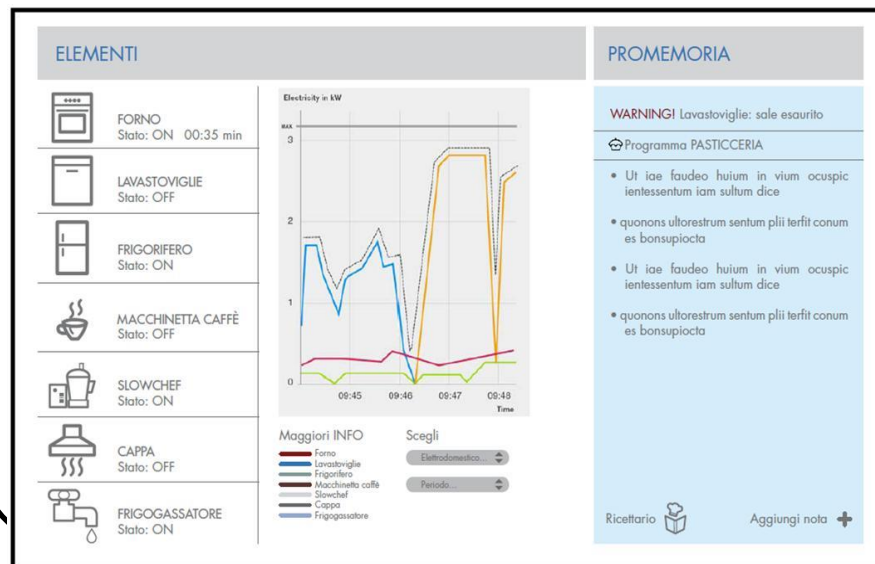 ELEMENTI
FORNO
Stato: ON 00:35 min
LAVASTOVIGLIE
Stato: OFF
FRIGORIFERO
Stato: ON
MACCHINETTA CAFFÈ
Stato: OFF
SLOWCHEF
Stato: ON
CAPPA
Stato: OFF
FRIGOGASSATORE
Stato: ON
Electricity in kW
MAX
3
2
1
0
09:45 09:46 09:47 09:48
Time
Maggiori INFO
Forno
Lavastoviglie
Frigorifero
Macchinetta caffè
Slowchef
Cappa
Frigogassatore
Scegli
Elettrodomestico...
Periodo...
PROMEMORIA
WARNING! Lavastoviglie: sale esaurito
Programma PASTICCERIA
• Ut iae faudeo huium in vium ocuspic
ientessentum iam sultum dice
• quonons ultorestrum sentum plii terfit conum
es bonsupiocta
• Ut iae faudeo huium in vium ocuspic
ientessentum iam sultum dice
• quonons ultorestrum sentum plii terfit conum
es bonsupiocta
Ricettario
Aggiungi nota